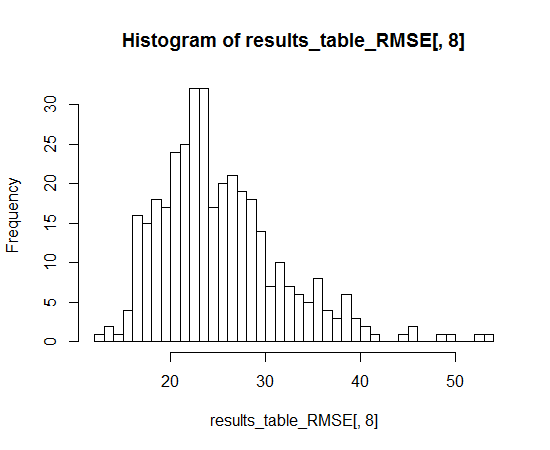 Histogram of results_table_RMSE[, 8]
Frequency
30
25
20
15
10
5
0
20 30 40 50
results_table_RMSE[, 8]